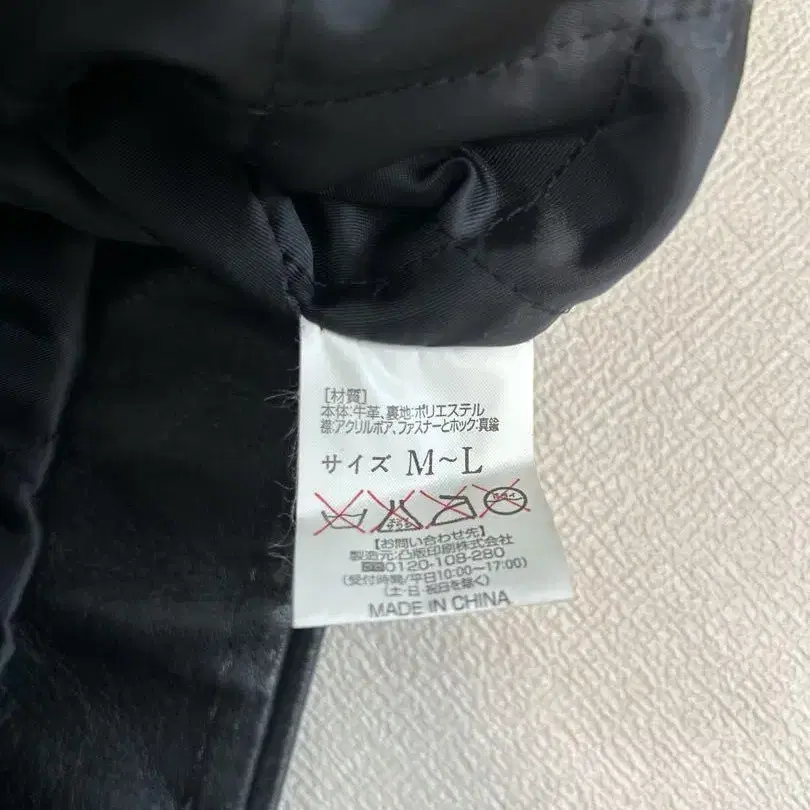 [材質]
本体:牛革、裏地:ポリエステル
襟:アクリルボア、ファスナーとホック:真鍮
サイズ M~L
【お問い合わせ先】
製造元:凸版印刷株式会社
0120-108-280
(受付時間/平日10:00~17:00)
(土・日・祝日を除く)
MADE IN CHINA